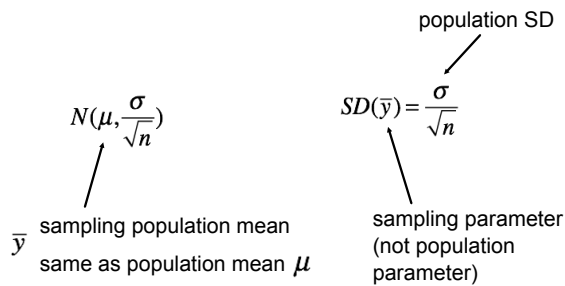 population SD
N(μ, σ/√n)
SD(ȳ) = σ/√n
ȳ sampling population mean
same as population mean μ
sampling parameter
(not population
parameter)